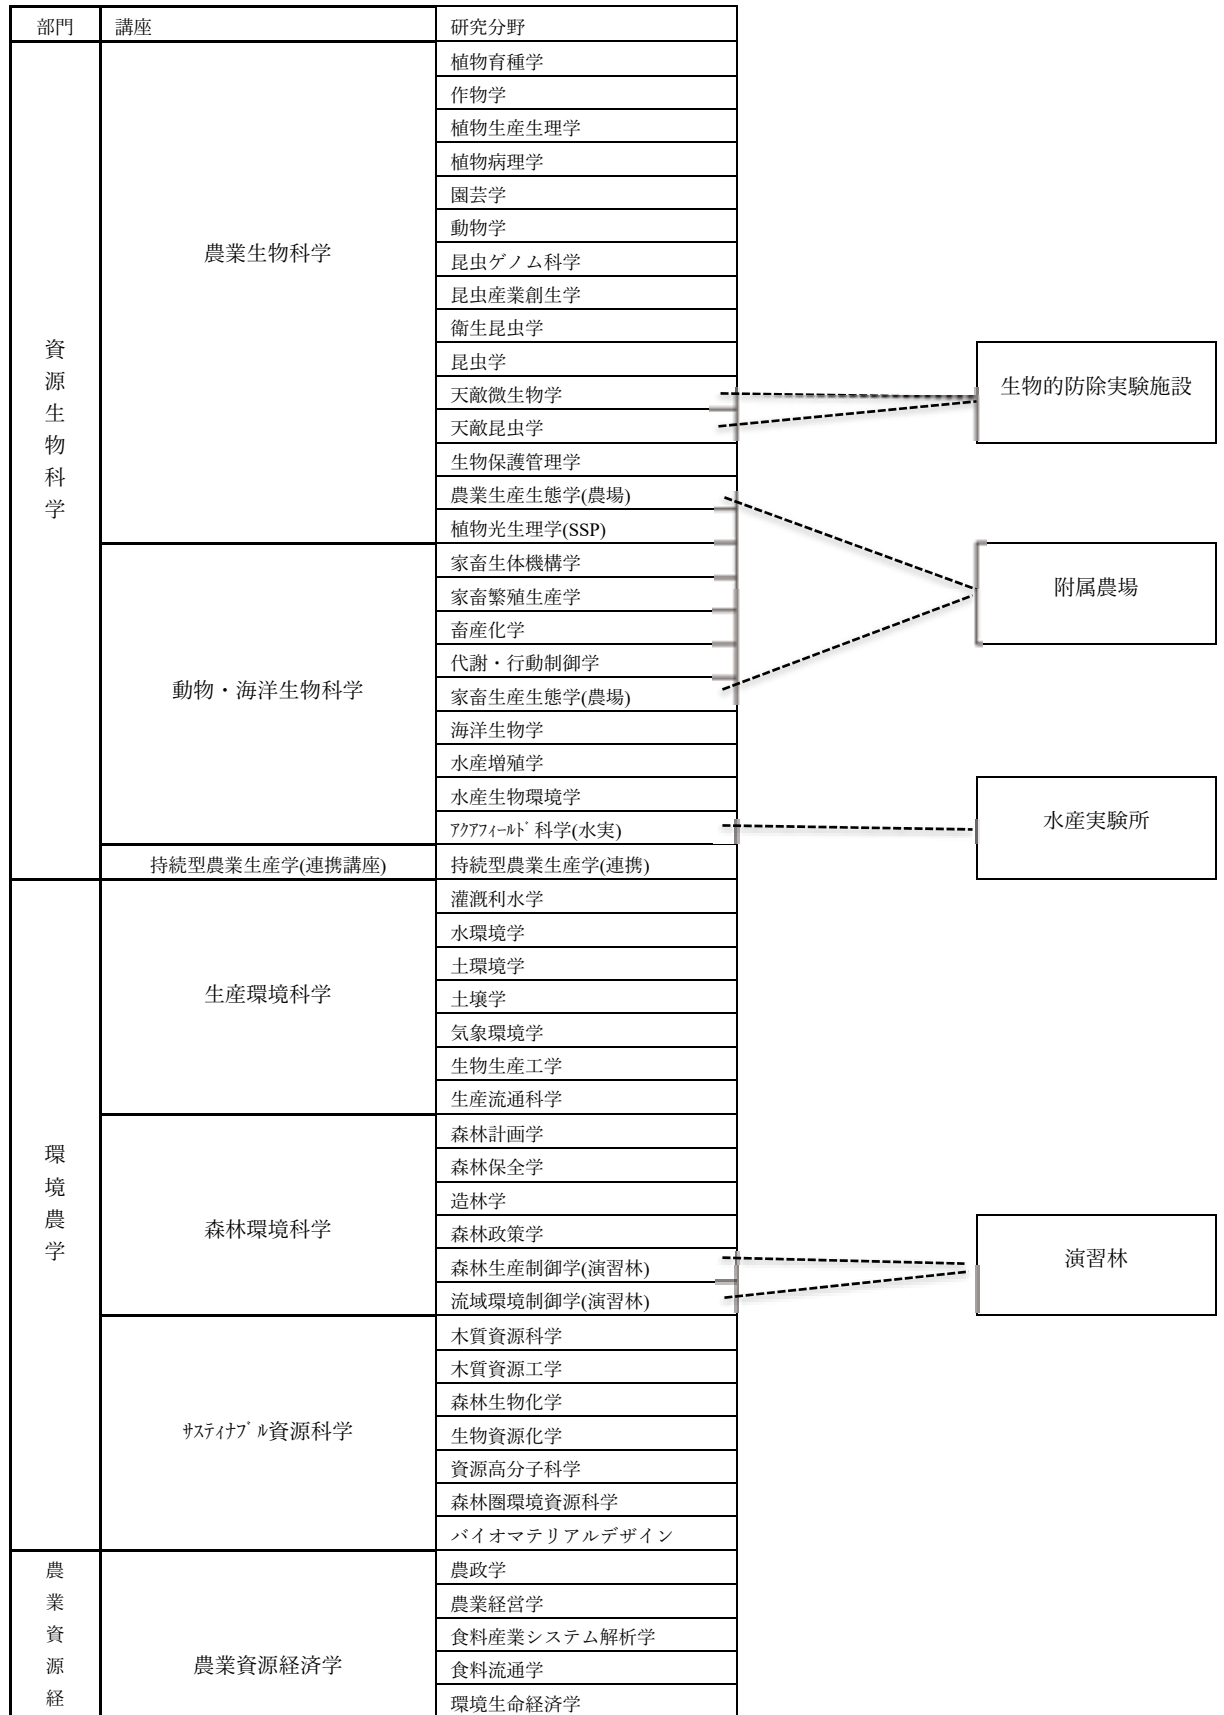 部門 講座 研究分野
資源生物科学
農業生物科学
植物育種学
作物学
植物生産生理学
植物病理学
園芸学
動物学
昆虫ゲノム科学
昆虫産業創生学
衛生昆虫学
昆虫学
天敵微生物学
天敵昆虫学
生物保護管理学
農業生産生態学(農場)
植物光生理学(SSP)
動物・海洋生物科学
家畜生体機構学
家畜繁殖生産学
畜産化学
代謝・行動制御学
家畜生産生態学(農場)
海洋生物学
水産増殖学
水産生物環境学
ｱｸｱﾌｨｰﾙﾄﾞ科学(水実)
持続型農業生産学(連携講座) 持続型農業生産学(連携)
生物的防除実験施設
附属農場
水産実験所
環境農学
生産環境科学
灌漑利水学
水環境学
土環境学
土壌学
気象環境学
生物生産工学
生産流通科学
森林環境科学
森林計画学
森林保全学
造林学
森林政策学
森林生産制御学(演習林)
流域環境制御学(演習林)
演習林
ｻｽﾃｨﾅﾌﾞﾙ資源科学
木質資源科学
木質資源工学
森林生物化学
生物資源化学
資源高分子科学
森林圏環境資源科学
バイオマテリアルデザイン
農業資源経
農業資源経済学
農政学
農業経営学
食料産業システム解析学
食料流通学
環境生命経済学